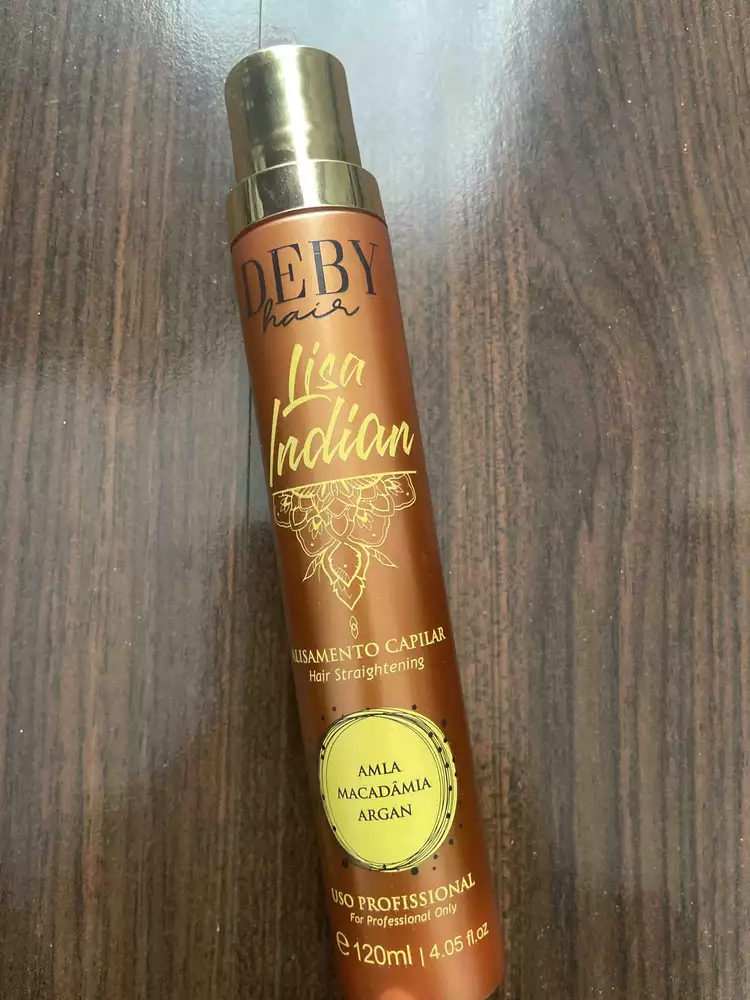 DEBY
hair
Lisa
Indian
ALISAMENTO CAPILAR
Hair Straightening
AMLA
MACADÂMIA
ARGAN
USO PROFISSIONAL
For Professional Only
e 120ml | 4.05 fl.oz